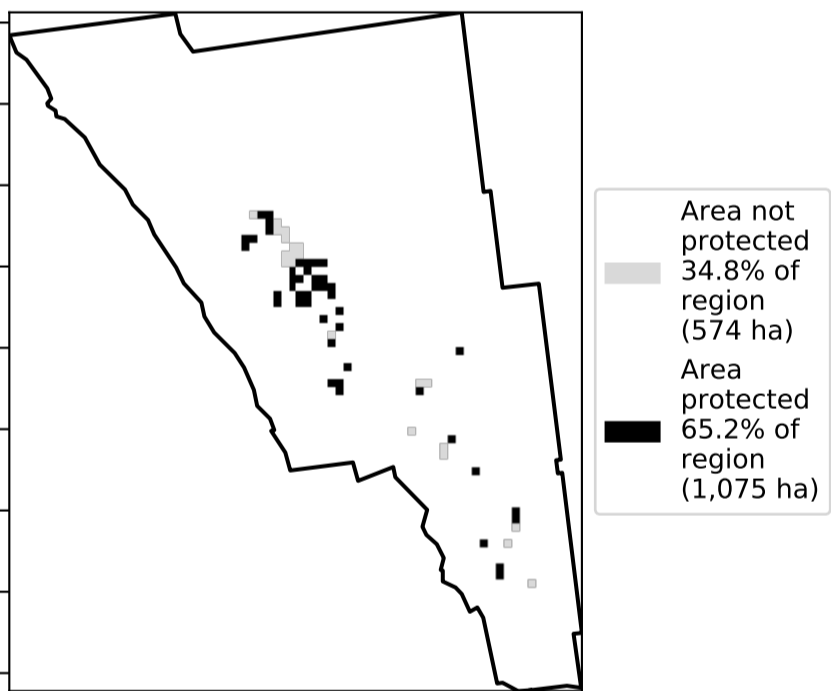 Area not
protected
34.8% of
region
(574 ha)
Area
protected
65.2% of
region
(1,075 ha)